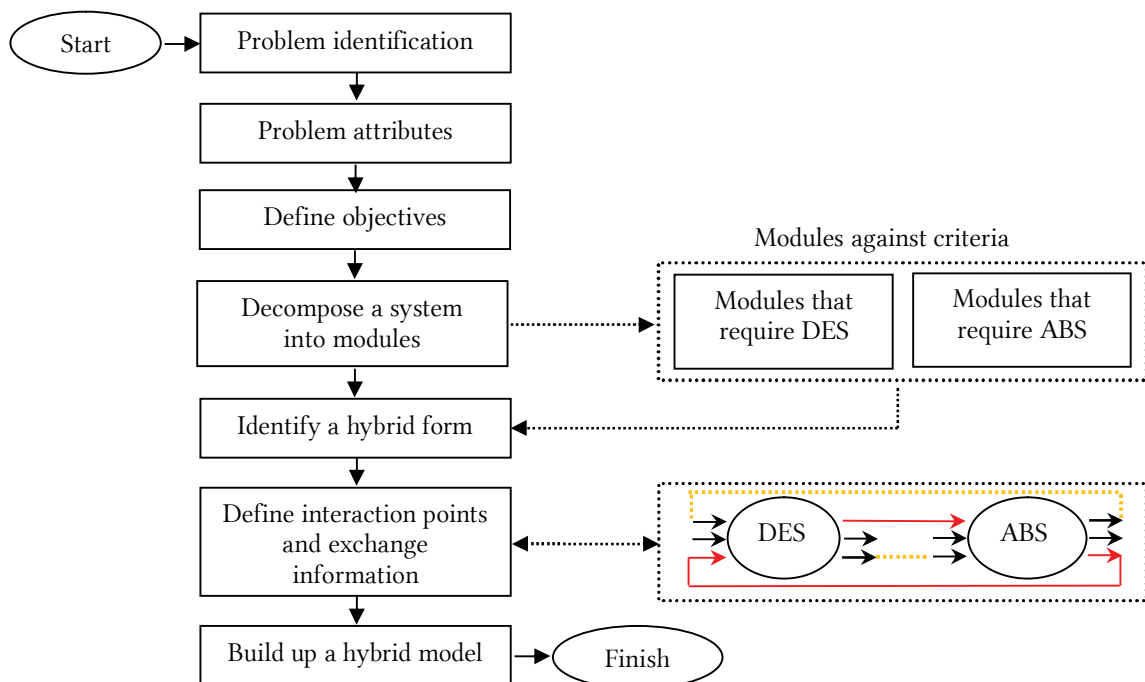 Start
Problem identification
Problem attributes
Define objectives
Modules against criteria
Decompose a system
into modules
Modules that
require DES
Modules that
require ABS
Identify a hybrid form
Define interaction points
and exchange
information
DES
ABS
Build up a hybrid model
Finish